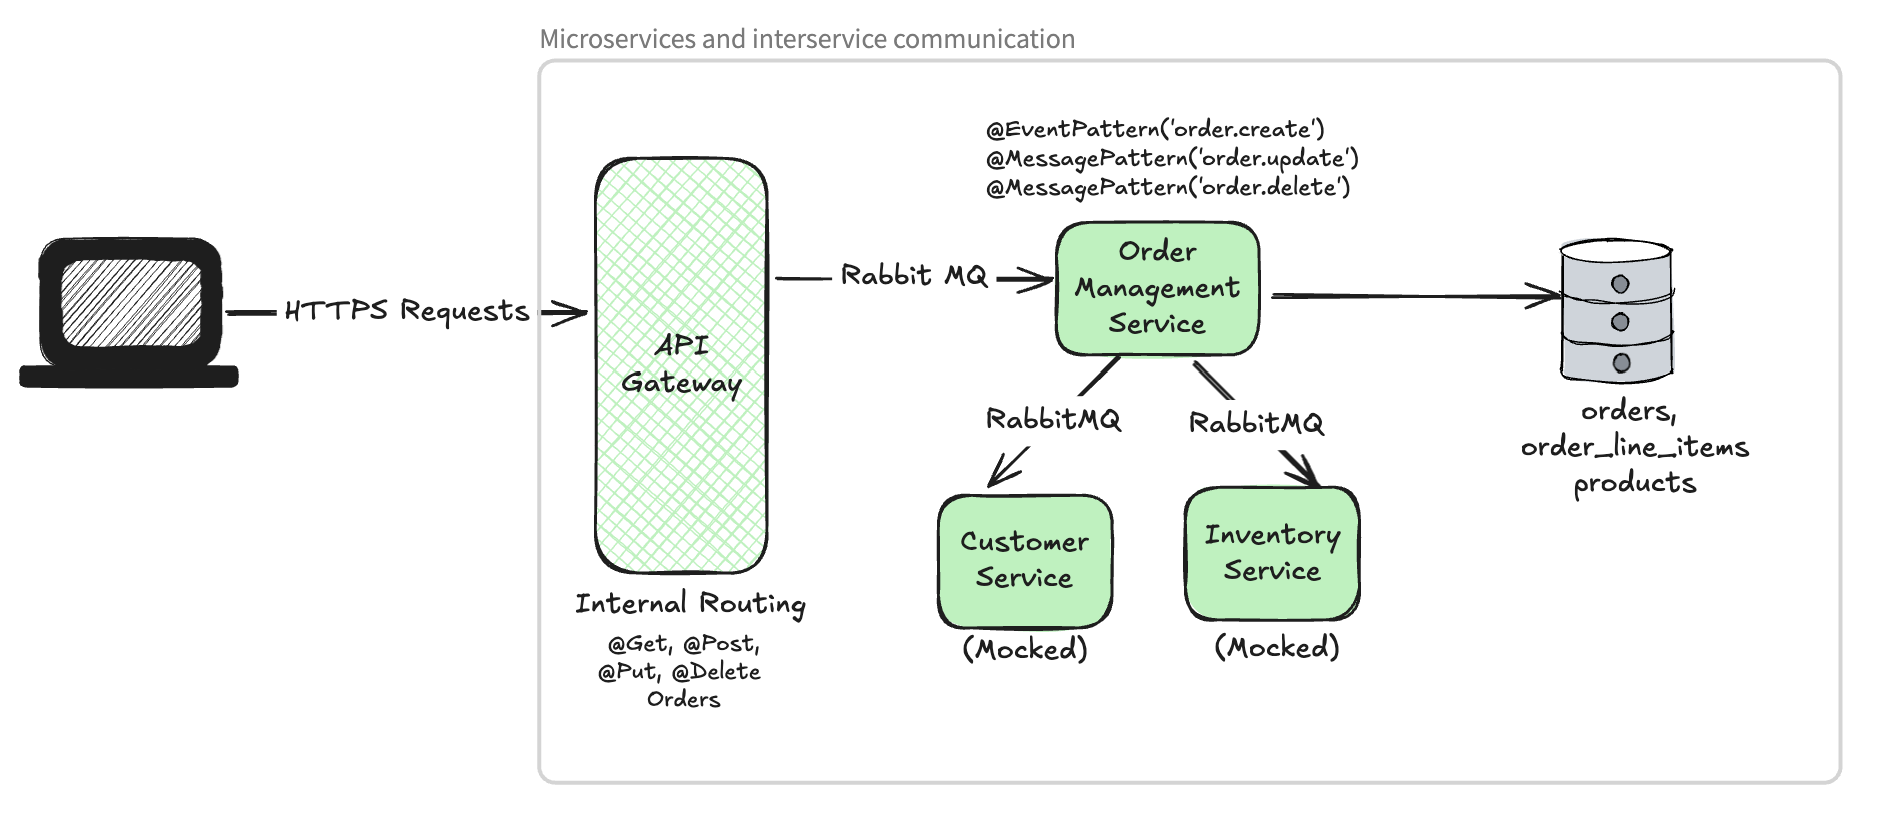 Microservices and interservice communication
@EventPattern('order.create')
@MessagePattern('order.update')
@MessagePattern('order.delete')
HTTPS Requests
API
Gateway
Rabbit MQ
Order
Management
Service
RabbitMQ
RabbitMQ
orders,
order_line_items
products
Customer
Service
(Mocked)
Inventory
Service
(Mocked)
Internal Routing
@Get, @Post,
@Put, @Delete
Orders